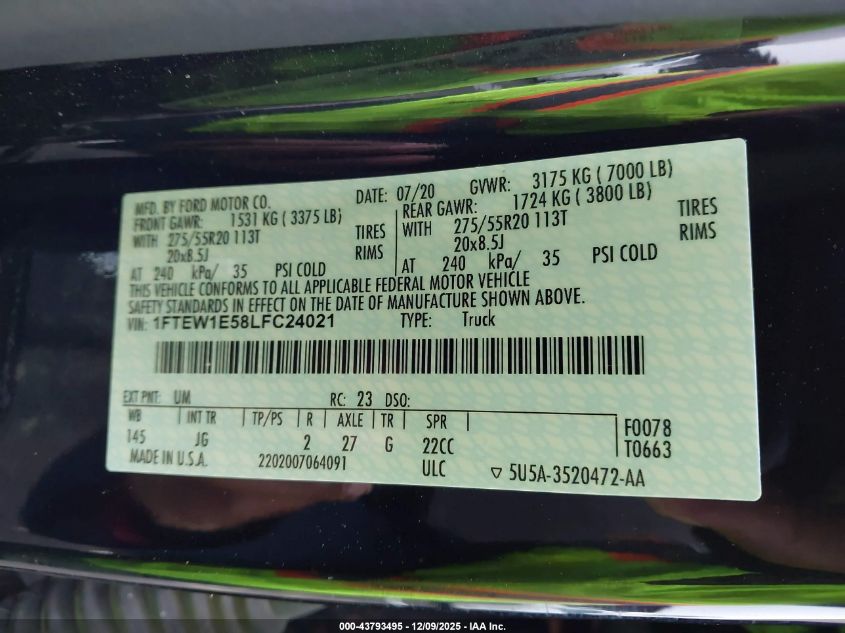 MFD. BY FORD MOTOR CO. DATE: 07/20 GVWR: 3175 KG ( 7000 LB)
FRONT GAWR: 1531 KG ( 3375 LB) REAR GAWR: 1724 KG ( 3800 LB)
WITH 275/55R20 113T TIRES WITH 275/55R20 113T TIRES
20x8.5J RIMS 20x8.5J RIMS
AT 240 kPa/ 35 PSI COLD AT 240 kPa/ 35 PSI COLD
THIS VEHICLE CONFORMS TO ALL APPLICABLE FEDERAL MOTOR VEHICLE
SAFETY STANDARDS IN EFFECT ON THE DATE OF MANUFACTURE SHOWN ABOVE.
VIN: 1FTEW1E58LFC24021 TYPE: Truck
EXT PNT: UM RC: 23 DSO:
WB INT TR TP/PS R AXLE TR SPR F0078
145 JG 2 27 G 22CC T0663
MADE IN U.S.A. 2202007064091 ULC ▽ 5U5A-3520472-AA
000-43793495 - 12/09/2025 - IAA Inc.